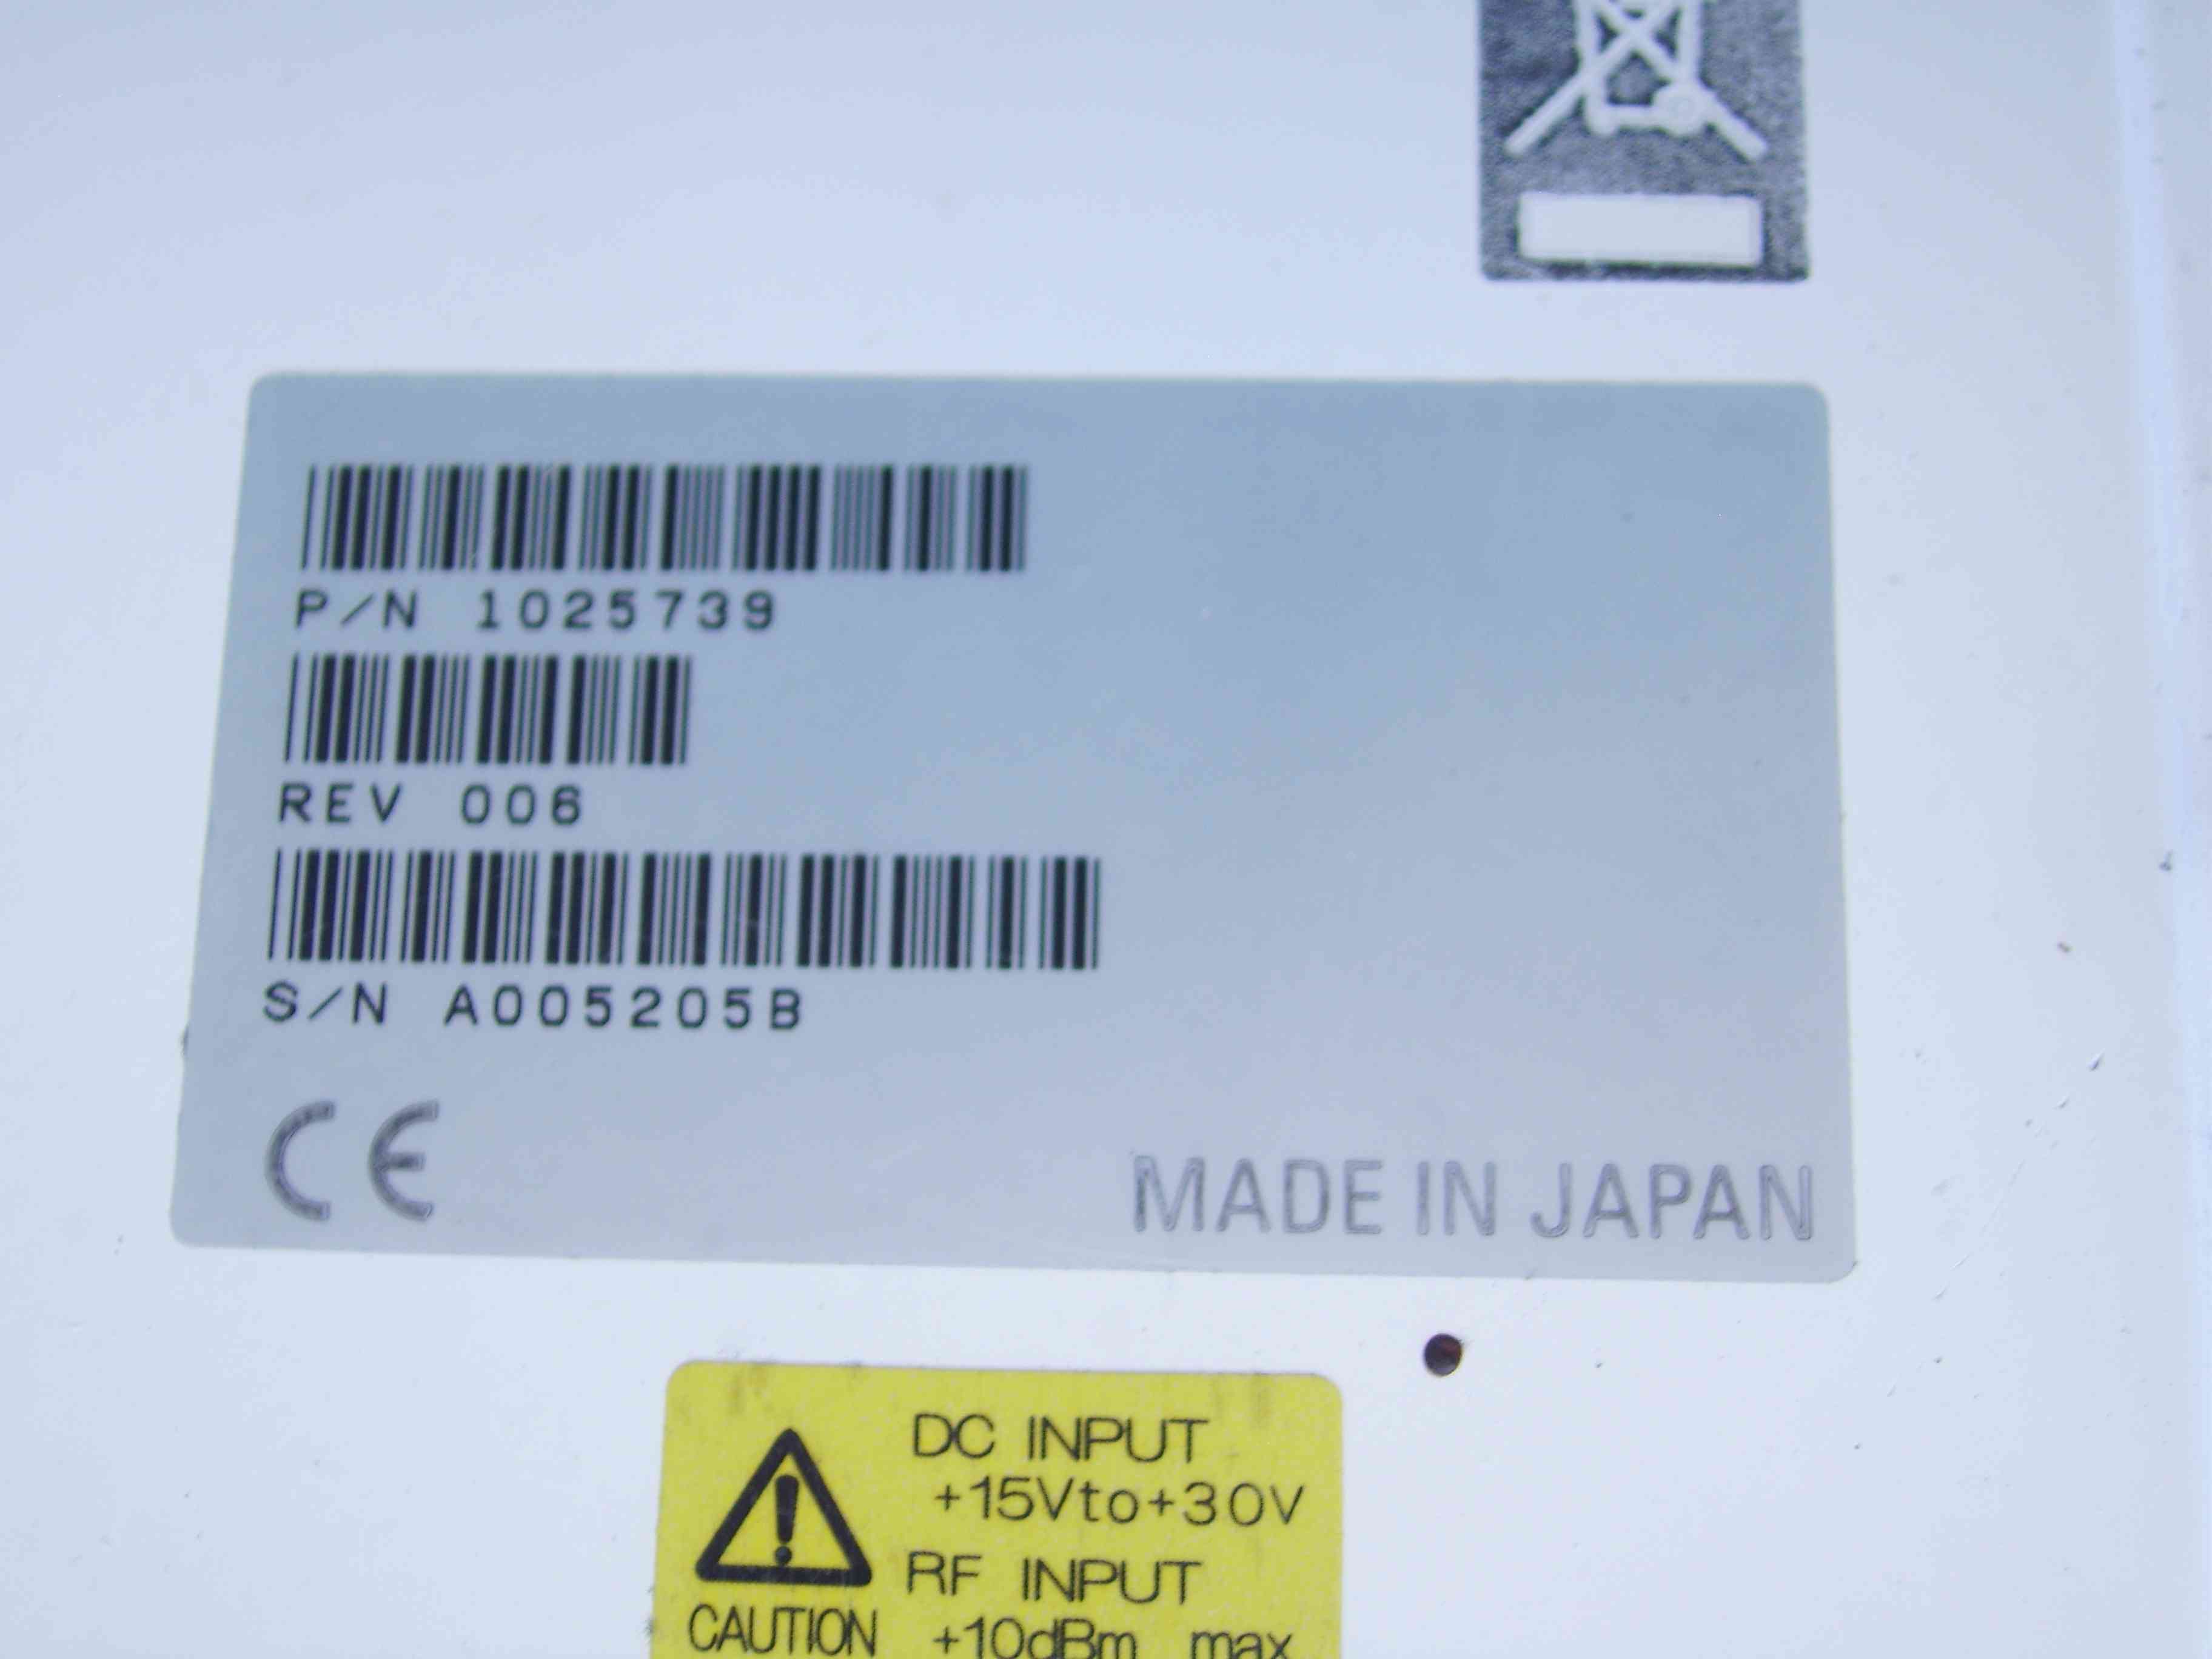 P/N 1025739
REV 006
S/N A005205B
CE
MADE IN JAPAN
DC INPUT
+15Vto+30V
RF INPUT
CAUTION +10dBm max